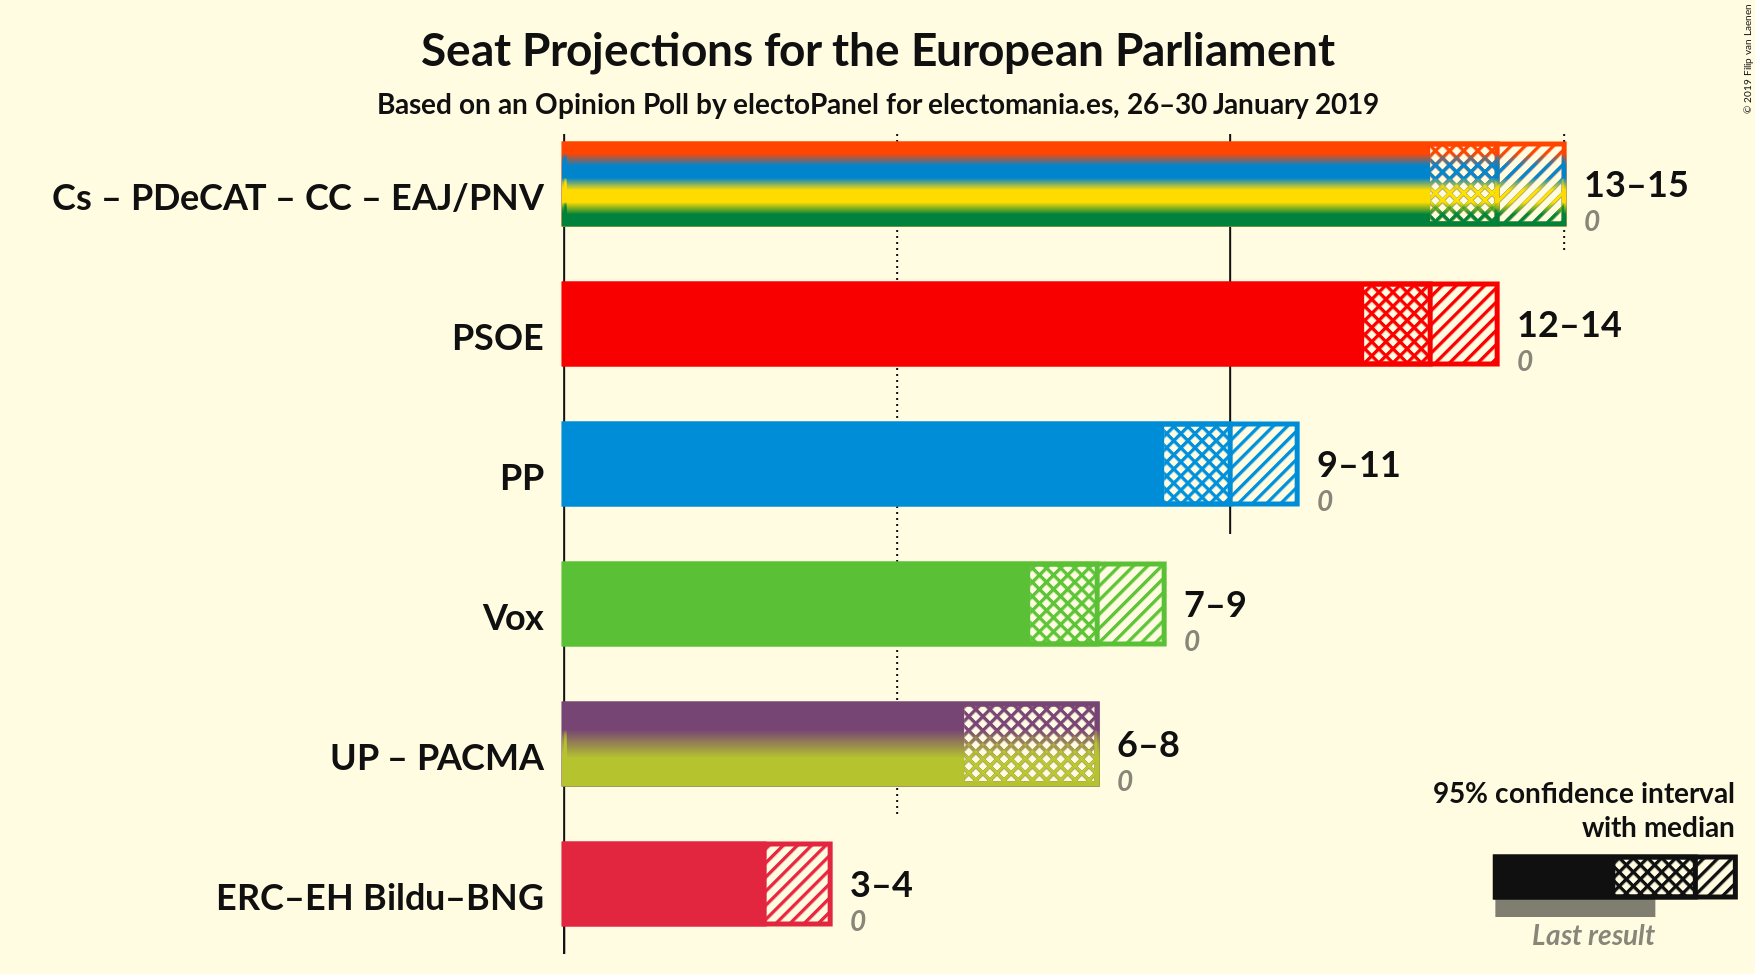 Seat Projections for the European Parliament
Based on an Opinion Poll by electoPanel for electomania.es, 26–30 January 2019
© 2019 Filip van Laenen
Cs – PDeCAT – CC – EAJ/PNV
13–15
0
PSOE
12–14
0
PP
9–11
0
Vox
7–9
0
UP – PACMA
6–8
0
ERC–EH Bildu–BNG
3–4
0
95% confidence interval
with median
Last result